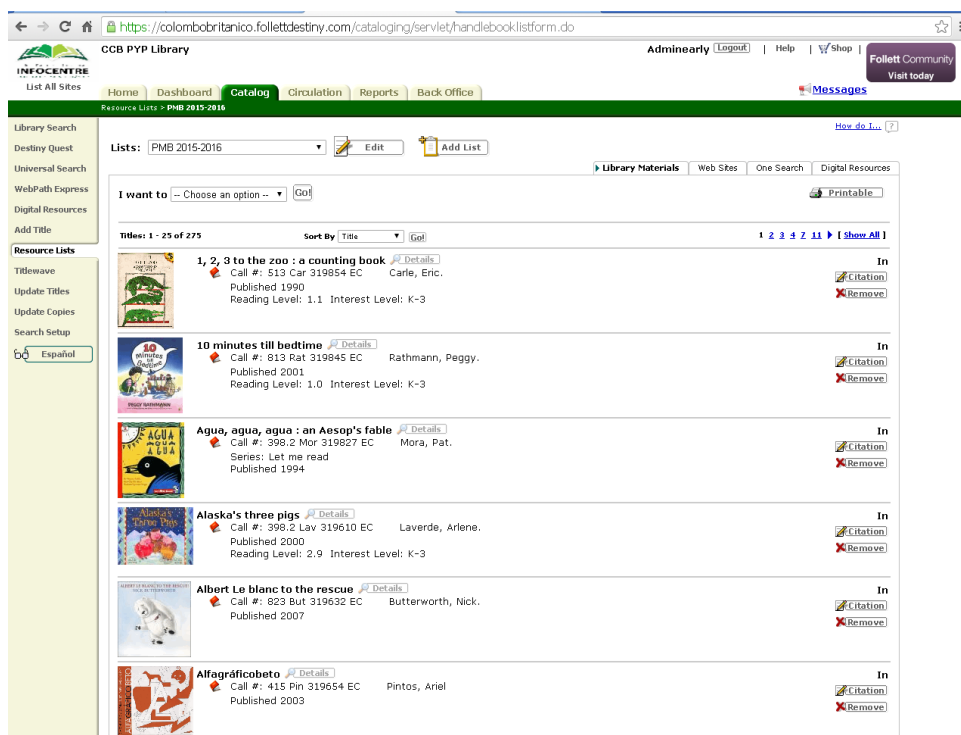 https://colombobritanico.follettdestiny.com/cataloging/servlet/handlebooklistform.do
INFOCENTRE
CCB PYP Library
Adminearly Logout | Help | Shop |
Follett Community
Visit today
List All Sites
Home Dashboard Catalog Circulation Reports Back Office
Messages
Resource Lists > PMB 2015-2016
How do I... ?
Library Search
Destiny Quest
Universal Search
WebPath Express
Digital Resources
Add Title
Resource Lists
Titlewave
Update Titles
Update Copies
Search Setup
Español
Lists: PMB 2015-2016 Edit Add List
Library Materials Web Sites One Search Digital Resources
I want to -- Choose an option -- Go!
Printable
Titles: 1 - 25 of 275 Sort By Title Go! 1 2 3 4 7 11 [ Show All ]
1, 2, 3 to the zoo : a counting book Details In
Call #: 513 Car 319854 EC Carle, Eric. Citation
Published 1990 Remove
Reading Level: 1.1 Interest Level: K-3
10 Minutes till Bedtime
PEGGY RATHMANN
10 minutes till bedtime Details In
Call #: 813 Rat 319845 EC Rathmann, Peggy. Citation
Published 2001 Remove
Reading Level: 1.0 Interest Level: K-3
AGUA
AGUA
AGUA
Agua, agua, agua : an Aesop's fable Details In
Call #: 398.2 Mor 319827 EC Mora, Pat. Citation
Series: Let me read Remove
Published 1994
Alaska's
Three Pigs
Alaska's three pigs Details In
Call #: 398.2 Lav 319610 EC Laverde, Arlene. Citation
Published 2000 Remove
Reading Level: 2.9 Interest Level: K-3
Albert Le blanc to the rescue Details In
Call #: 823 But 319632 EC Butterworth, Nick. Citation
Published 2007 Remove
Alfagráficobeto Details In
Call #: 415 Pin 319654 EC Pintos, Ariel Citation
Published 2003 Remove